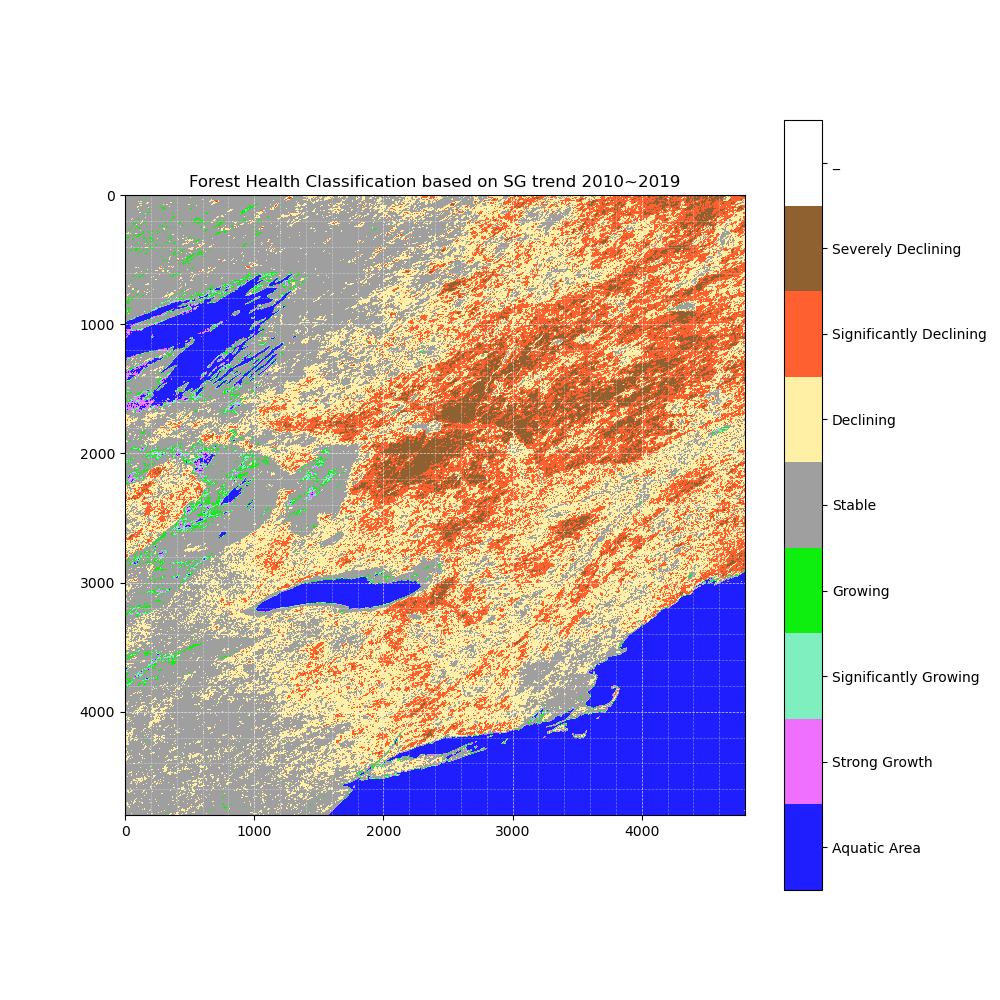 Forest Health Classification based on SG trend 2010~2019
0
1000
2000
3000
4000
0
1000
2000
3000
4000
_
Severely Declining
Significantly Declining
Declining
Stable
Growing
Significantly Growing
Strong Growth
Aquatic Area